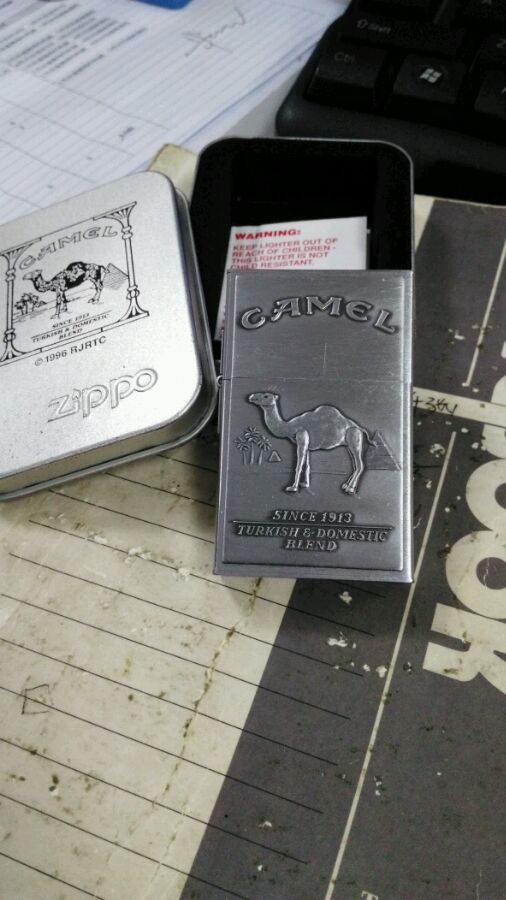 CAMEL
SINCE 1913
TURKISH & DOMESTIC
BLEND
© 1996 RJRTC
zippo
WARNING:
KEEP LIGHTER OUT OF
REACH OF CHILDREN -
THIS LIGHTER IS NOT
CHILD RESISTANT.
CAMEL
SINCE 1913
TURKISH & DOMESTIC
BLEND
Ctrl